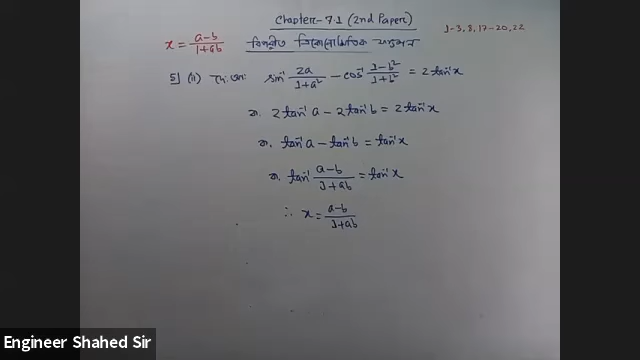 Chapter-7.1 (2nd Paper)
1-3, 8, 17-20, 22
x = (a-b)/(1+ab)
বিপরীত ত্রিকোণমিতিক ফাংশন
5| (ii) দে:আ: sin⁻¹ 2a/(1+a²) - cos⁻¹ (1-b²)/(1+b²) = 2tan⁻¹x
বা, 2tan⁻¹a - 2tan⁻¹b = 2tan⁻¹x
বা, tan⁻¹a - tan⁻¹b = tan⁻¹x
বা, tan⁻¹ (a-b)/(1+ab) = tan⁻¹x
∴ x = (a-b)/(1+ab)
Engineer Shahed Sir